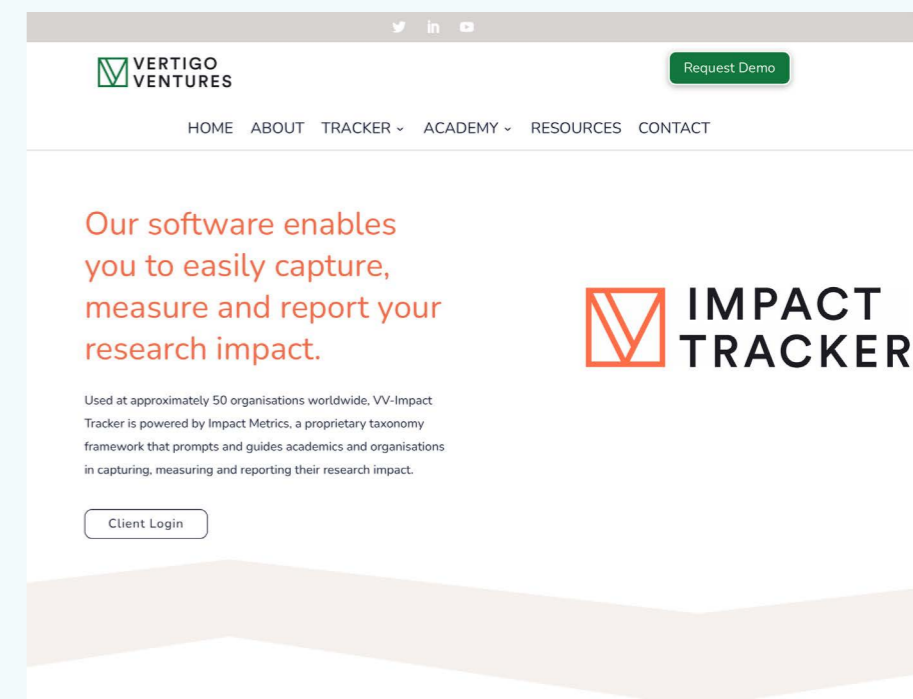 VERTIGO
VENTURES
Request Demo
HOME ABOUT TRACKER ACADEMY RESOURCES CONTACT
Our software enables
you to easily capture,
measure and report your
research impact.
IMPACT
TRACKER
Used at approximately 50 organisations worldwide, VV-Impact
Tracker is powered by Impact Metrics, a proprietary taxonomy
framework that prompts and guides academics and organisations
in capturing, measuring and reporting their research impact.
Client Login